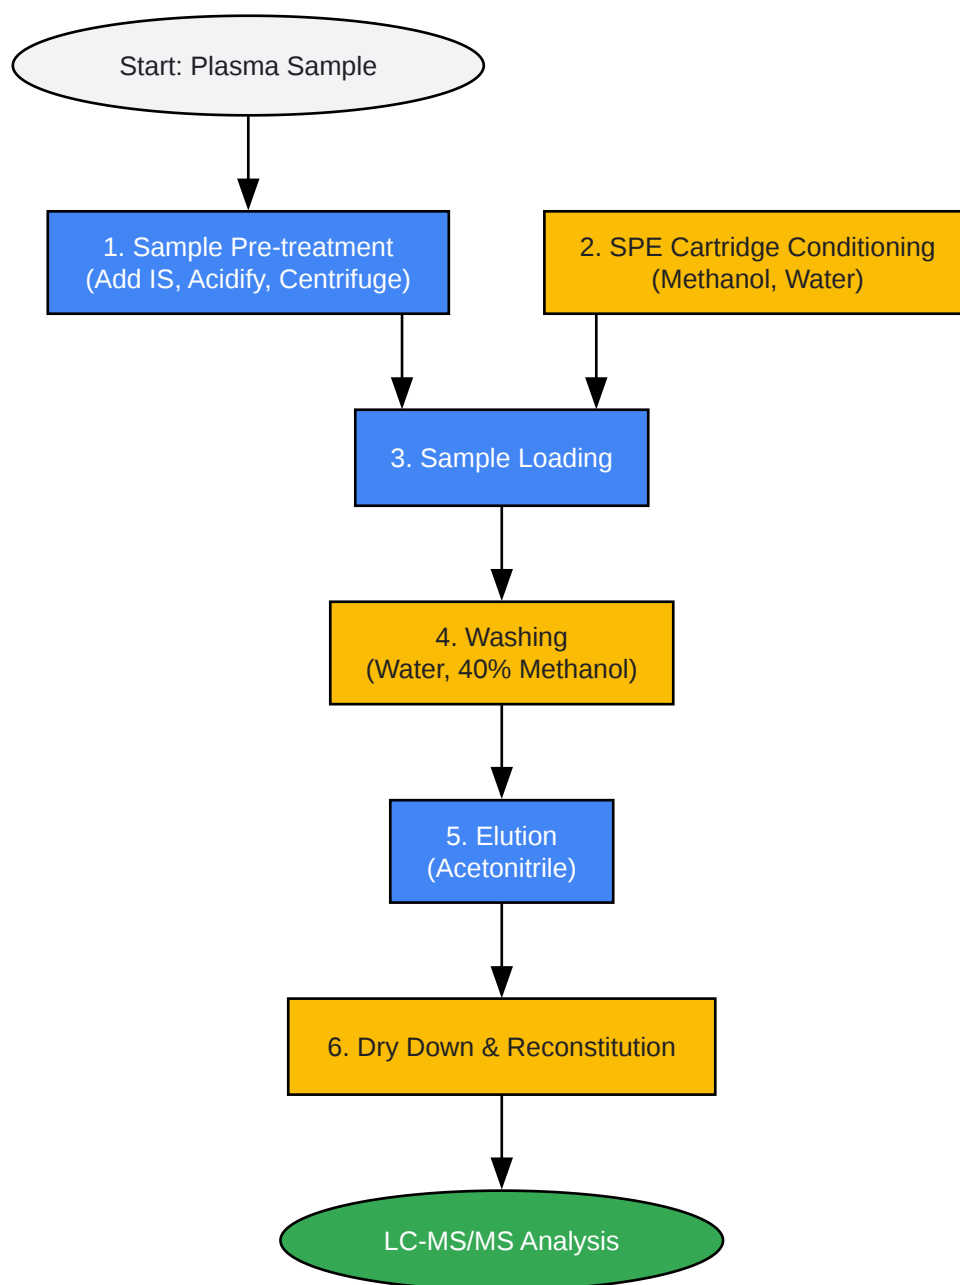 Start: Plasma Sample
1. Sample Pre-treatment
(Add IS, Acidify, Centrifuge)
2. SPE Cartridge Conditioning
(Methanol, Water)
3. Sample Loading
4. Washing
(Water, 40% Methanol)
5. Elution
(Acetonitrile)
6. Dry Down & Reconstitution
LC-MS/MS Analysis